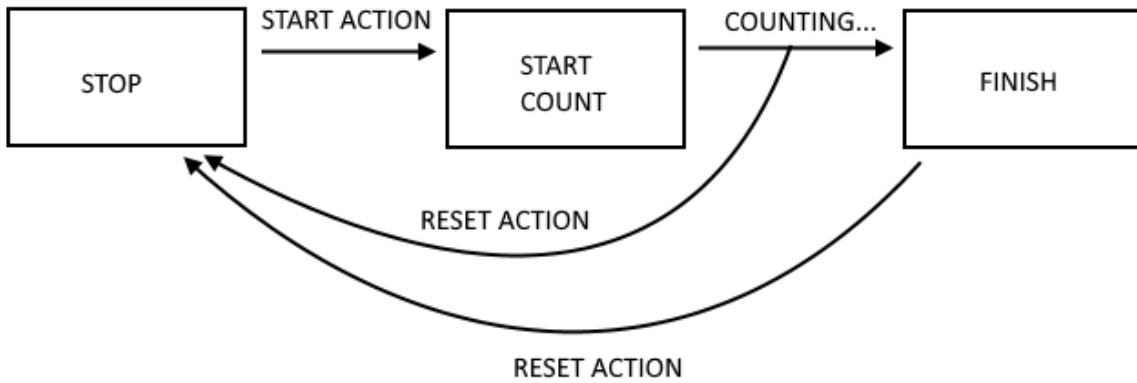 START ACTION
COUNTING...
STOP
START
COUNT
FINISH
RESET ACTION
RESET ACTION